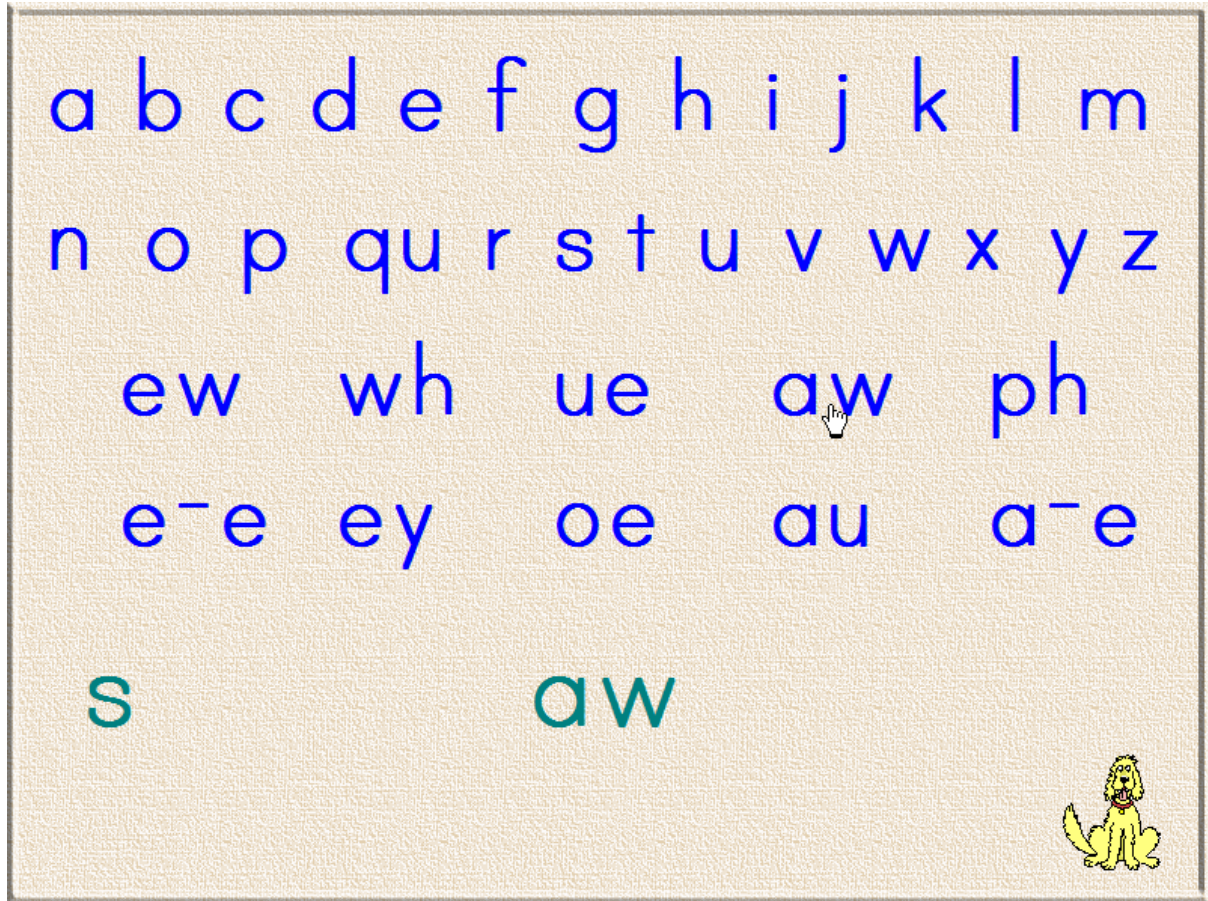 a b c d e f g h i j k l m
n o p qu r s t u v w x y z
ew wh ue aw ph
e-e ey oe au a-e
s aw